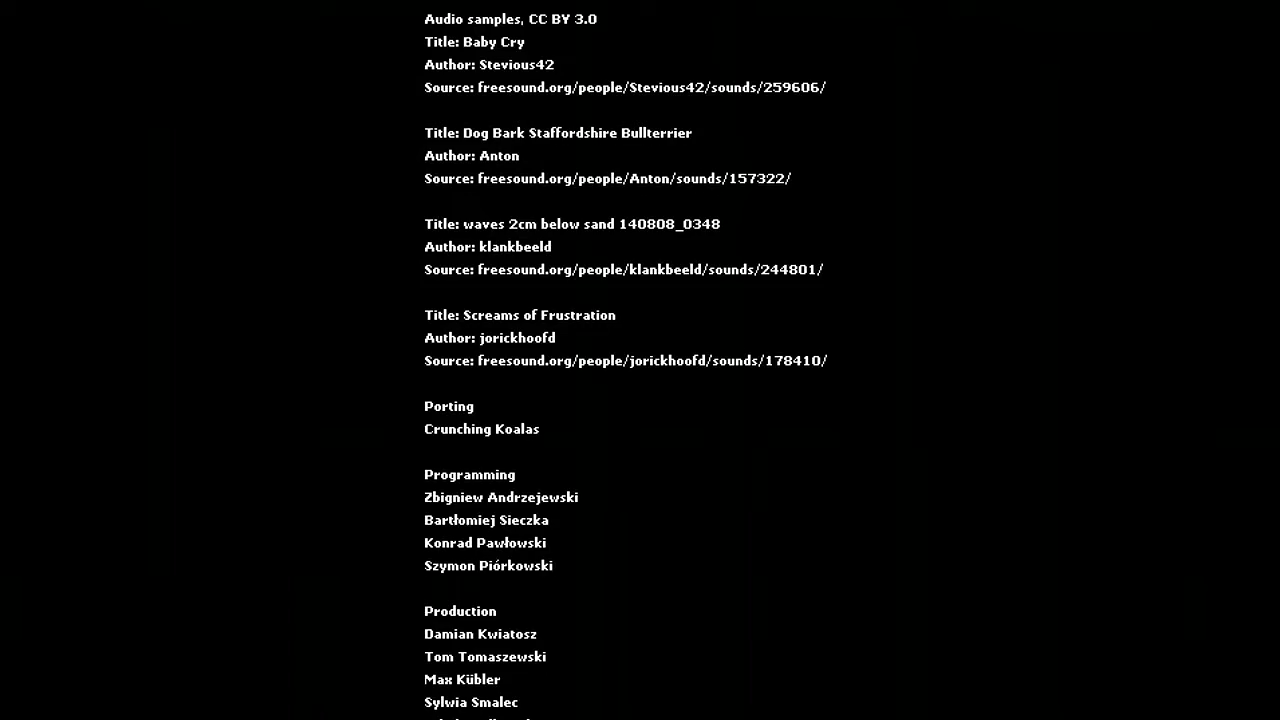 Audio samples, CC BY 3.0
Title: Baby Cry
Author: Stevious42
Source: freesound.org/people/Stevious42/sounds/259606/
Title: Dog Bark Staffordshire Bullterrier
Author: Anton
Source: freesound.org/people/Anton/sounds/157322/
Title: waves 2cm below sand 140808_0348
Author: klankbeeld
Source: freesound.org/people/klankbeeld/sounds/244801/
Title: Screams of Frustration
Author: jorickhoofd
Source: freesound.org/people/jorickhoofd/sounds/178410/
Porting
Crunching Koalas
Programming
Zbigniew Andrzejewski
Bartłomiej Sieczka
Konrad Pawłowski
Szymon Piórkowski
Production
Damian Kwiatosz
Tom Tomaszewski
Max Kübler
Sylwia Smalec